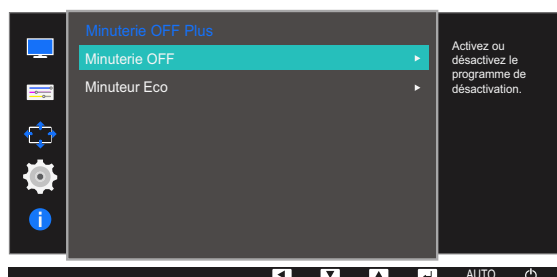 Minuterie OFF Plus
Minuterie OFF
Minuteur Eco
Activez ou
désactivez le
programme de
désactivation.
AUTO